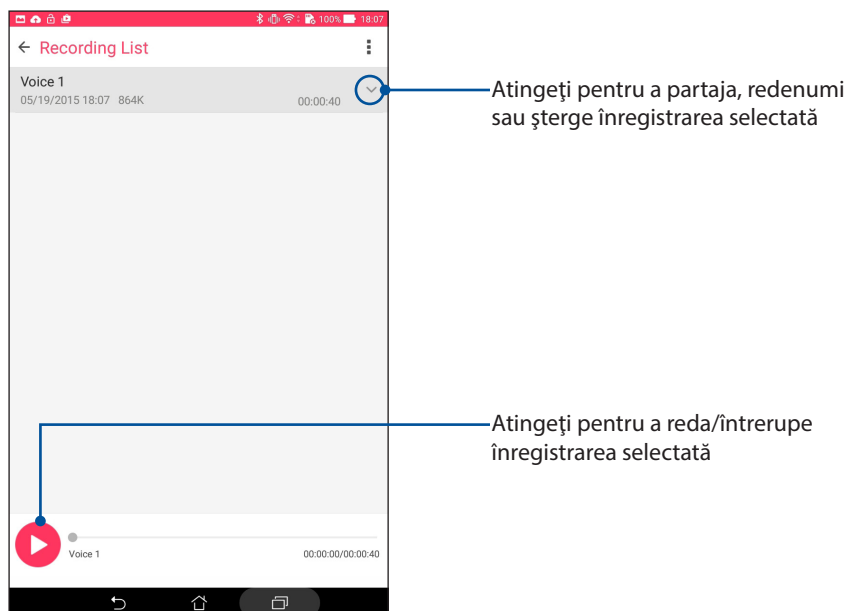 100% 18:07
Recording List
Voice 1
05/19/2015 18:07 864K 00:00:40
Atingeţi pentru a partaja, redenumi
sau şterge înregistrarea selectată
Atingeţi pentru a reda/întrerupe
înregistrarea selectată
Voice 1 00:00:00/00:00:40